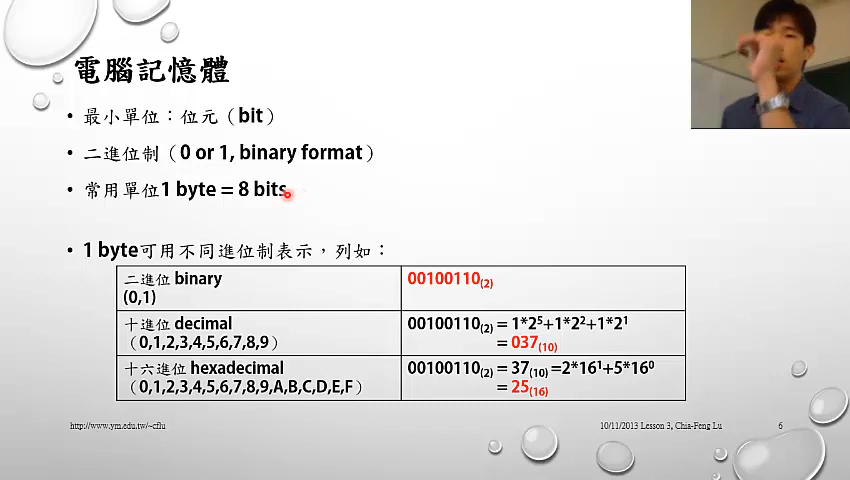 電腦記憶體
• 最小單位：位元（bit）
• 二進位制（0 or 1, binary format）
• 常用單位1 byte = 8 bits
• 1 byte可用不同進位制表示，列如：
二進位 binary
(0,1)
00100110(2)
十進位 decimal
（0,1,2,3,4,5,6,7,8,9）
00100110(2) = 1*2⁵+1*2²+1*2¹
= 037(10)
十六進位 hexadecimal
（0,1,2,3,4,5,6,7,8,9,A,B,C,D,E,F）
00100110(2) = 37(10) =2*16¹+5*16⁰
= 25(16)
http://www.ym.edu.tw/~cflu
10/11/2013 Lesson 3, Chia-Feng Lu
6